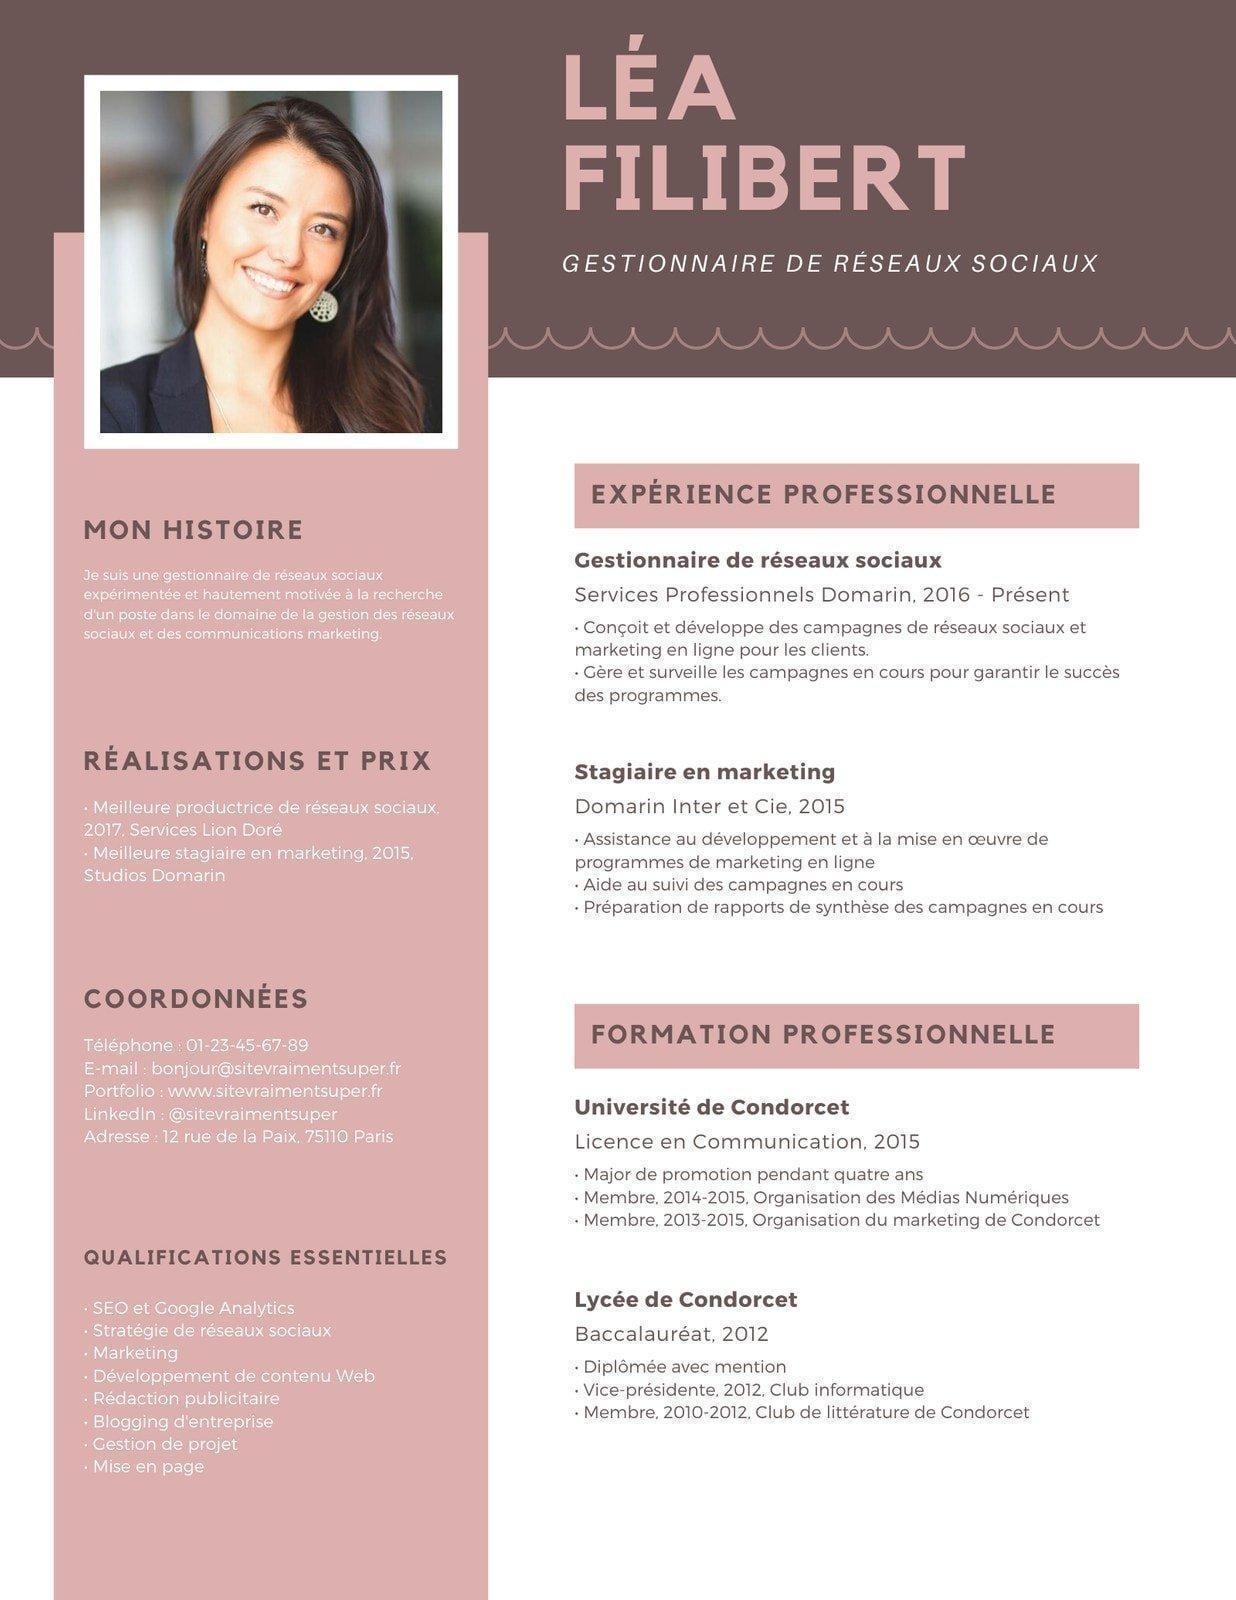 LÉA
FILIBERT
GESTIONNAIRE DE RÉSEAUX SOCIAUX
MON HISTOIRE
Je suis une gestionnaire de réseaux sociaux
expérimentée et hautement motivée à la recherche
d'un poste dans le domaine de la gestion des réseaux
sociaux et des communications marketing.
RÉALISATIONS ET PRIX
• Meilleure productrice de réseaux sociaux,
2017, Services Lion Doré
• Meilleure stagiaire en marketing, 2015,
Studios Domarin
COORDONNÉES
Téléphone : 01-23-45-67-89
E-mail : bonjour@sitevraimentsuper.fr
Portfolio : www.sitevraimentsuper.fr
LinkedIn : @sitevraimentsuper
Adresse : 12 rue de la Paix, 75110 Paris
QUALIFICATIONS ESSENTIELLES
• SEO et Google Analytics
• Stratégie de réseaux sociaux
• Marketing
• Développement de contenu Web
• Rédaction publicitaire
• Blogging d'entreprise
• Gestion de projet
• Mise en page
EXPÉRIENCE PROFESSIONNELLE
Gestionnaire de réseaux sociaux
Services Professionnels Domarin, 2016 - Présent
• Conçoit et développe des campagnes de réseaux sociaux et
marketing en ligne pour les clients.
• Gère et surveille les campagnes en cours pour garantir le succès
des programmes.
Stagiaire en marketing
Domarin Inter et Cie, 2015
• Assistance au développement et à la mise en œuvre de
programmes de marketing en ligne
• Aide au suivi des campagnes en cours
• Préparation de rapports de synthèse des campagnes en cours
FORMATION PROFESSIONNELLE
Université de Condorcet
Licence en Communication, 2015
• Major de promotion pendant quatre ans
• Membre, 2014-2015, Organisation des Médias Numériques
• Membre, 2013-2015, Organisation du marketing de Condorcet
Lycée de Condorcet
Baccalauréat, 2012
• Diplômée avec mention
• Vice-présidente, 2012, Club informatique
• Membre, 2010-2012, Club de littérature de Condorcet